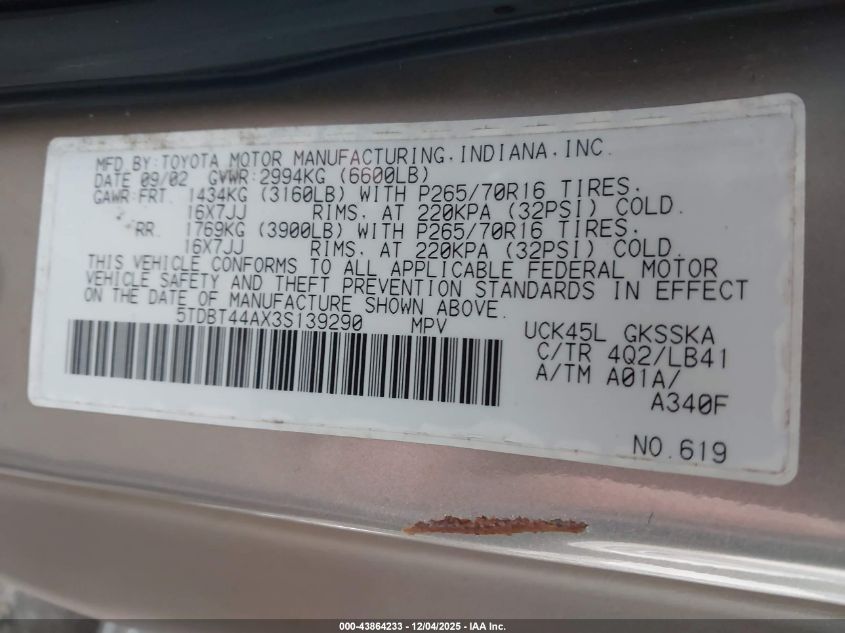 MFD. BY: TOYOTA MOTOR MANUFACTURING, INDIANA, INC.
DATE 09/02 GVWR: 2994KG (6600LB)
GAWR: FRT. 1434KG (3160LB) WITH P265/70R16 TIRES.
16X7JJ RIMS. AT 220KPA (32PSI) COLD.
RR. 1769KG (3900LB) WITH P265/70R16 TIRES.
16X7JJ RIMS. AT 220KPA (32PSI) COLD.
THIS VEHICLE CONFORMS TO ALL APPLICABLE FEDERAL MOTOR
VEHICLE SAFETY AND THEFT PREVENTION STANDARDS IN EFFECT
ON THE DATE OF MANUFACTURE SHOWN ABOVE.
5TDBT44AX3S139290 MPV
UCK45L GKSSKA
C/TR 4Q2/LB41
A/TM A01A/
A340F
NO. 619
000-43864233 - 12/04/2025 - IAA Inc.